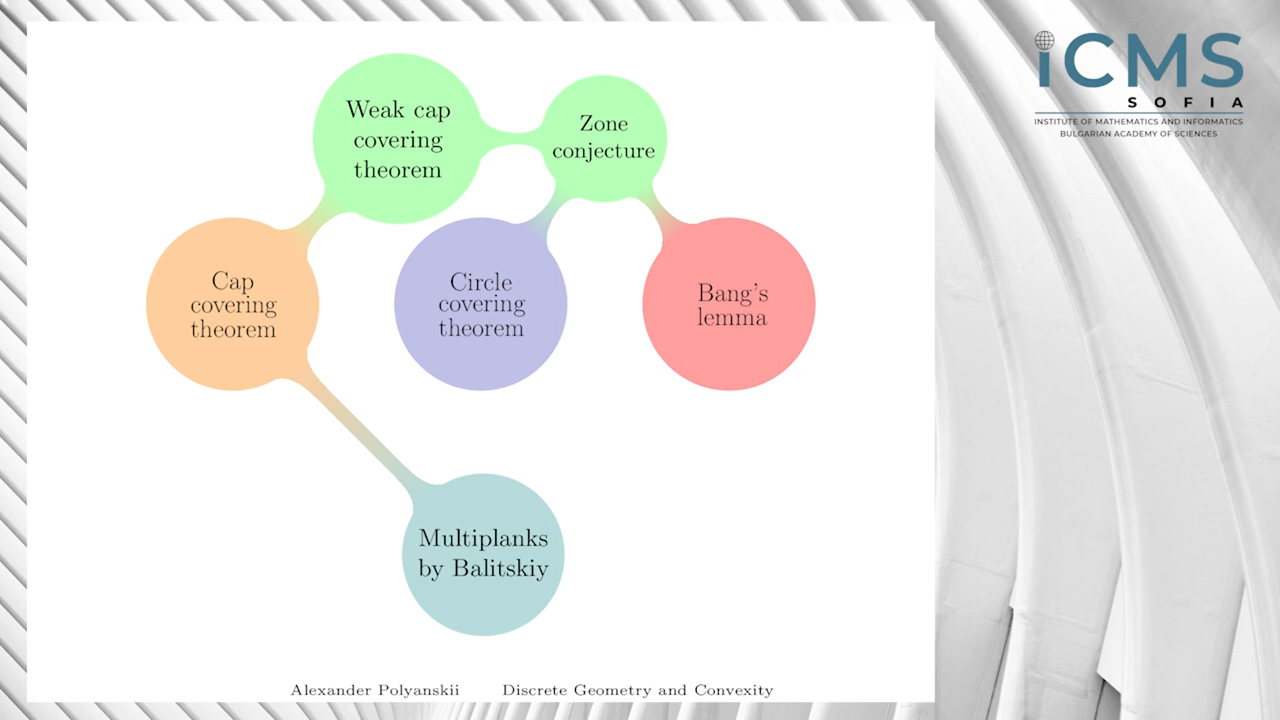 Weak cap
covering
theorem
Zone
conjecture
Cap
covering
theorem
Circle
covering
theorem
Bang's
lemma
Multiplanks
by Balitskiy
Alexander Polyanskii
Discrete Geometry and Convexity
iCMS
SOFIA
INSTITUTE OF MATHEMATICS AND INFORMATICS
BULGARIAN ACADEMY OF SCIENCES